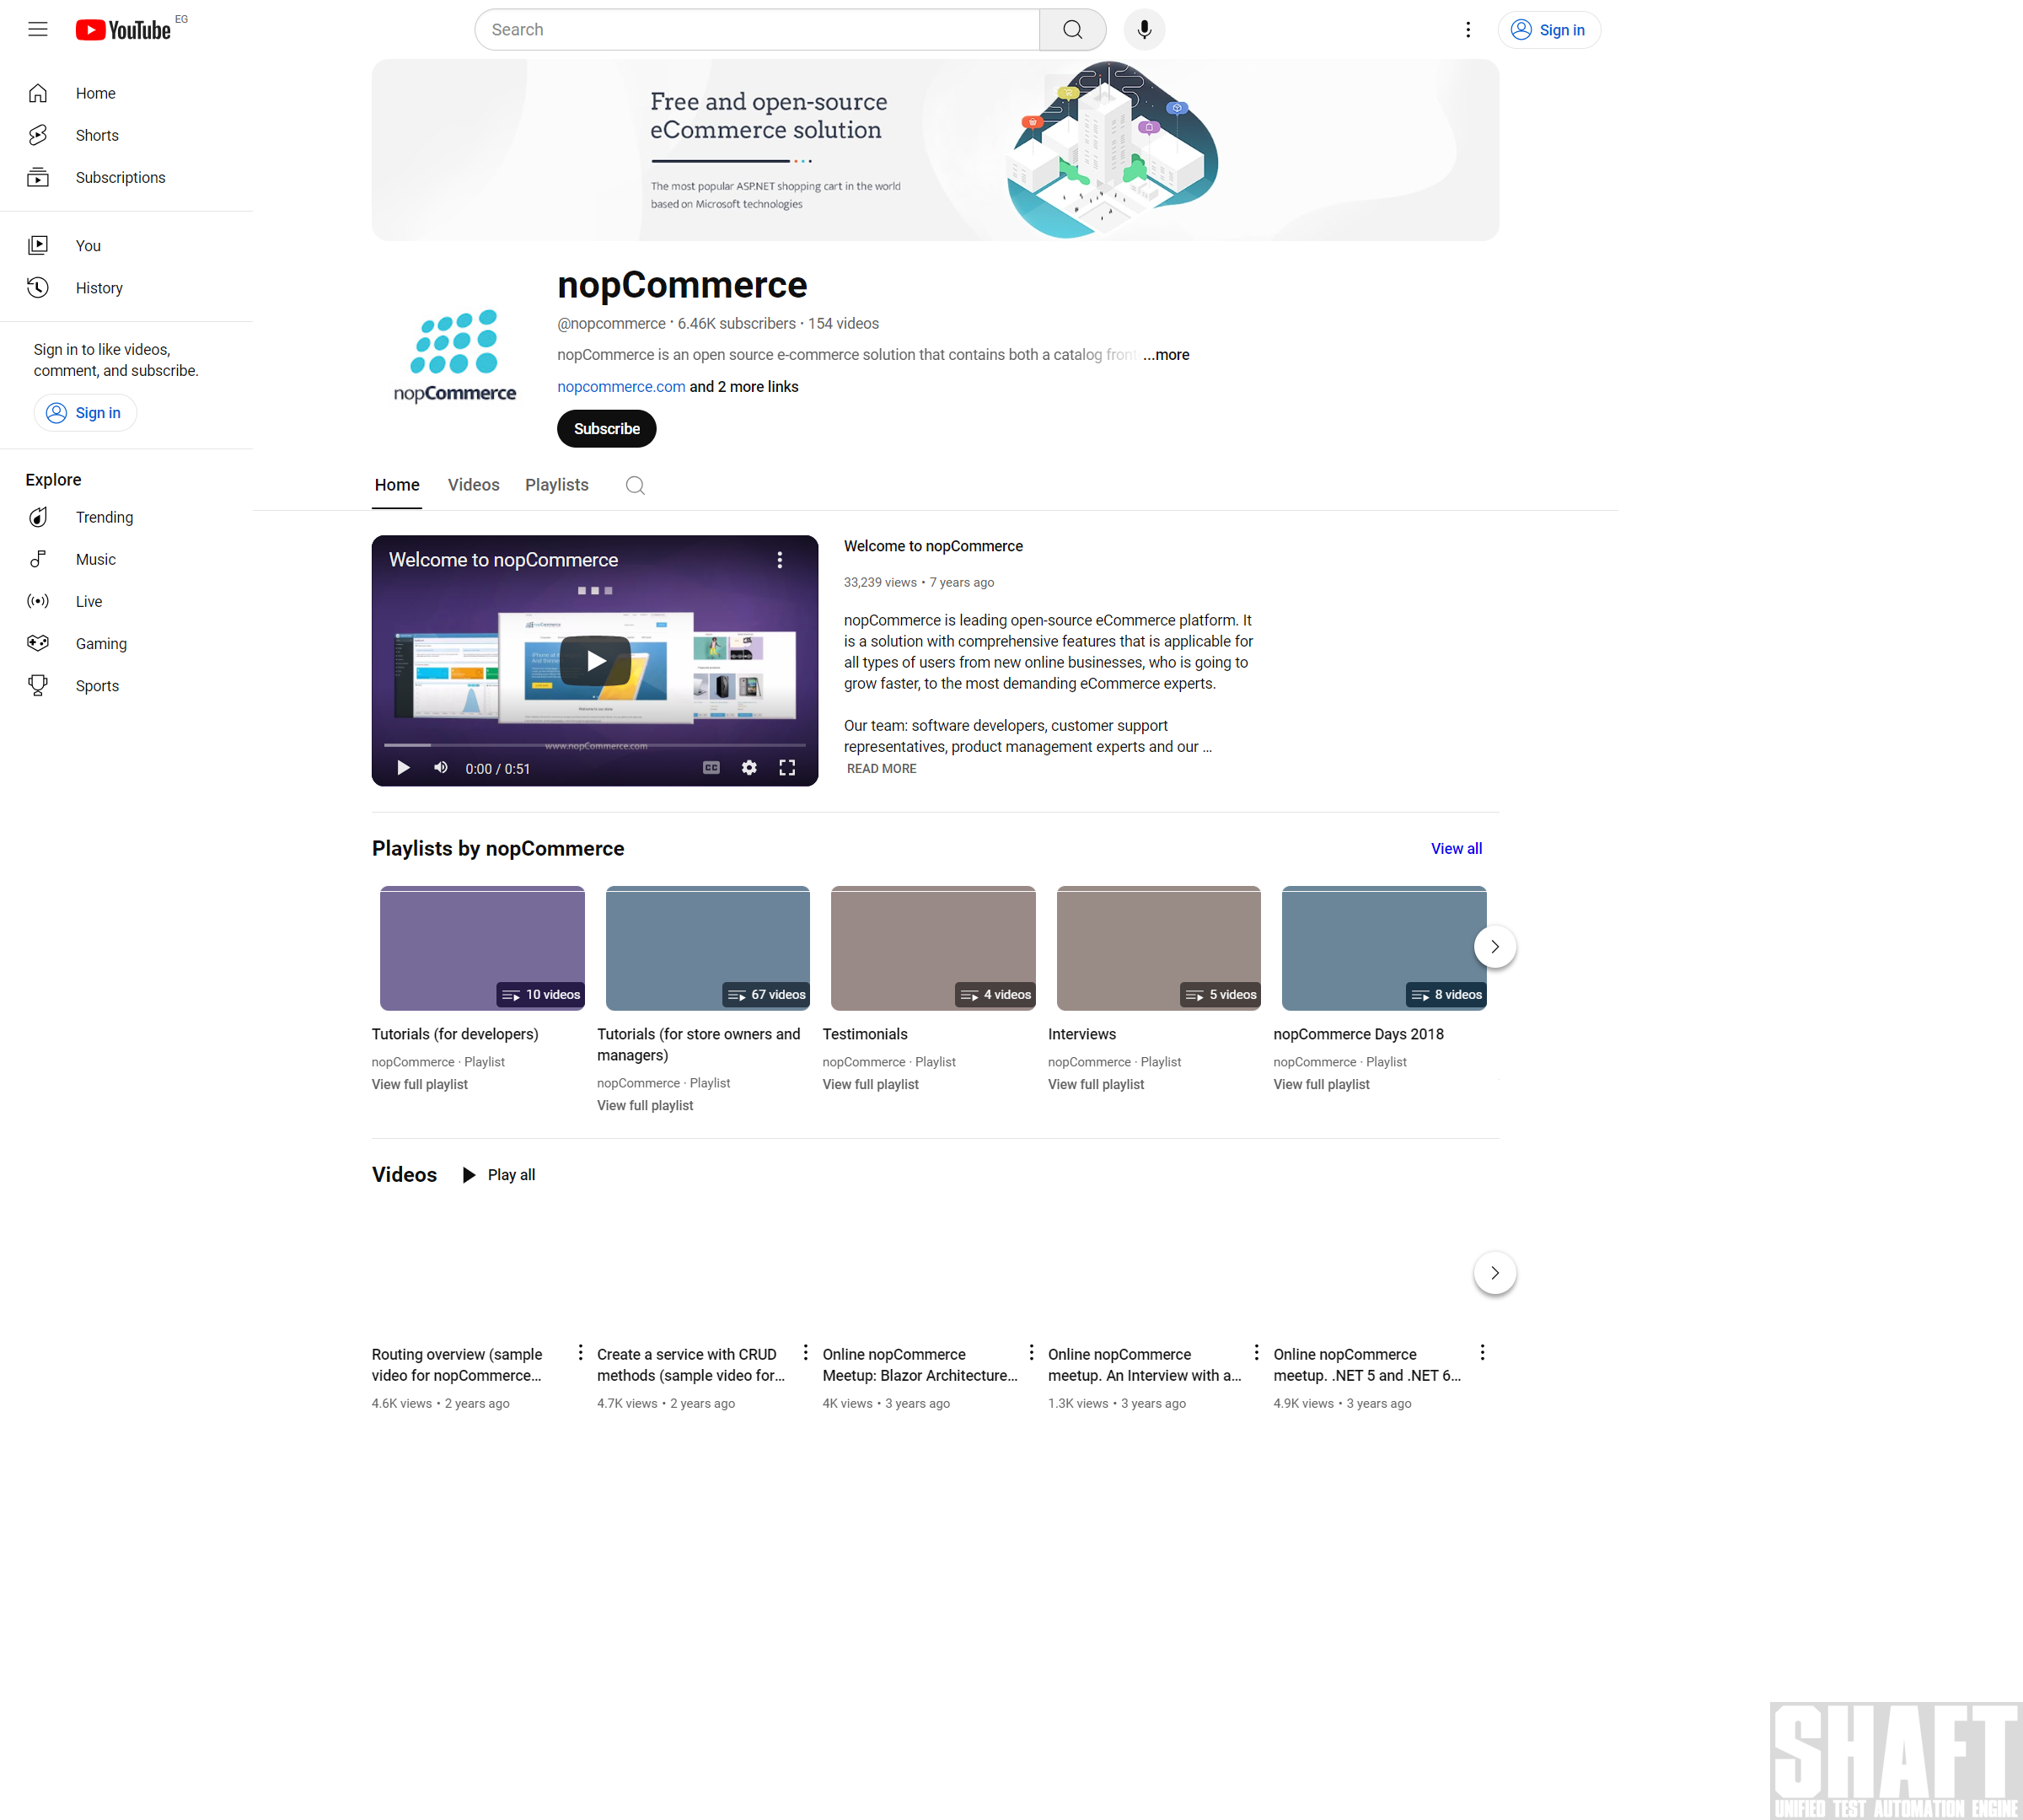 YouTube
EG
Search
Sign in
Home
Shorts
Subscriptions
You
History
Sign in to like videos,
comment, and subscribe.
Sign in
Explore
Trending
Music
Live
Gaming
Sports
Free and open-source
eCommerce solution
The most popular ASP.NET shopping cart in the world
based on Microsoft technologies
nopCommerce
nopCommerce
@nopcommerce • 6.46K subscribers • 154 videos
nopCommerce is an open source e-commerce solution that contains both a catalog front ...more
nopcommerce.com and 2 more links
Subscribe
Home
Videos
Playlists
Welcome to nopCommerce
www.nopCommerce.com
0:00 / 0:51
CC
Welcome to nopCommerce
33,239 views • 7 years ago
nopCommerce is leading open-source eCommerce platform. It
is a solution with comprehensive features that is applicable for
all types of users from new online businesses, who is going to
grow faster, to the most demanding eCommerce experts.
Our team: software developers, customer support
representatives, product management experts and our ...
READ MORE
Playlists by nopCommerce
View all
10 videos
67 videos
4 videos
5 videos
8 videos
Tutorials (for developers)
nopCommerce · Playlist
View full playlist
Tutorials (for store owners and
managers)
nopCommerce · Playlist
View full playlist
Testimonials
nopCommerce · Playlist
View full playlist
Interviews
nopCommerce · Playlist
View full playlist
nopCommerce Days 2018
nopCommerce · Playlist
View full playlist
Videos
Play all
Routing overview (sample
video for nopCommerce...
4.6K views • 2 years ago
Create a service with CRUD
methods (sample video for...
4.7K views • 2 years ago
Online nopCommerce
Meetup: Blazor Architecture...
4K views • 3 years ago
Online nopCommerce
meetup. An Interview with a...
1.3K views • 3 years ago
Online nopCommerce
meetup. .NET 5 and .NET 6...
4.9K views • 3 years ago
SHAFT
UNIFIED TEST AUTOMATION ENGINE